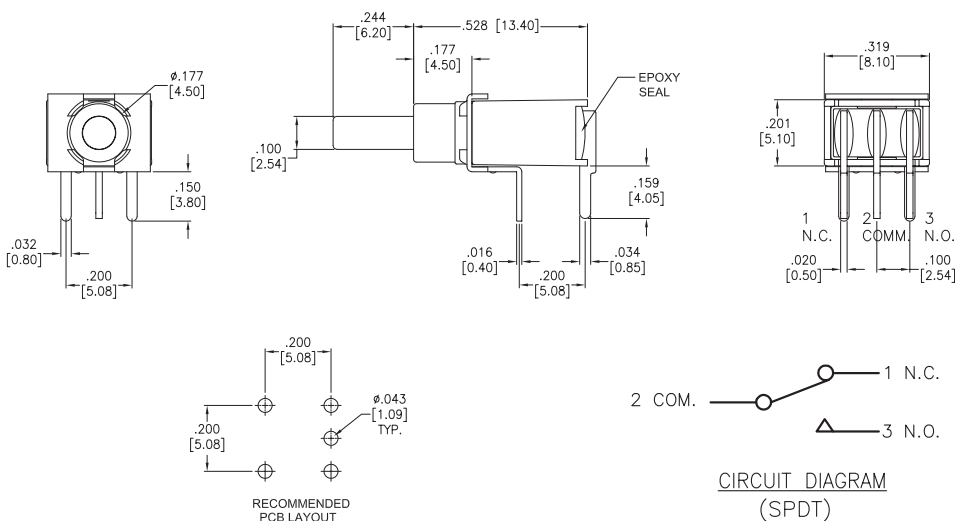 .244
[6.20]
.528 [13.40]
.177
[4.50]
ø.177
[4.50]
.100
[2.54]
.150
[3.80]
.032
[0.80]
.200
[5.08]
EPOXY
SEAL
.159
[4.05]
.016
[0.40]
.034
[0.85]
.200
[5.08]
.319
[8.10]
.201
[5.10]
1
N.C.
2
COMM.
3
N.O.
.020
[0.50]
.100
[2.54]
.200
[5.08]
.200
[5.08]
ø.043
[1.09]
TYP.
RECOMMENDED
PCB LAYOUT
2 COM.
1 N.C.
3 N.O.
CIRCUIT DIAGRAM
(SPDT)